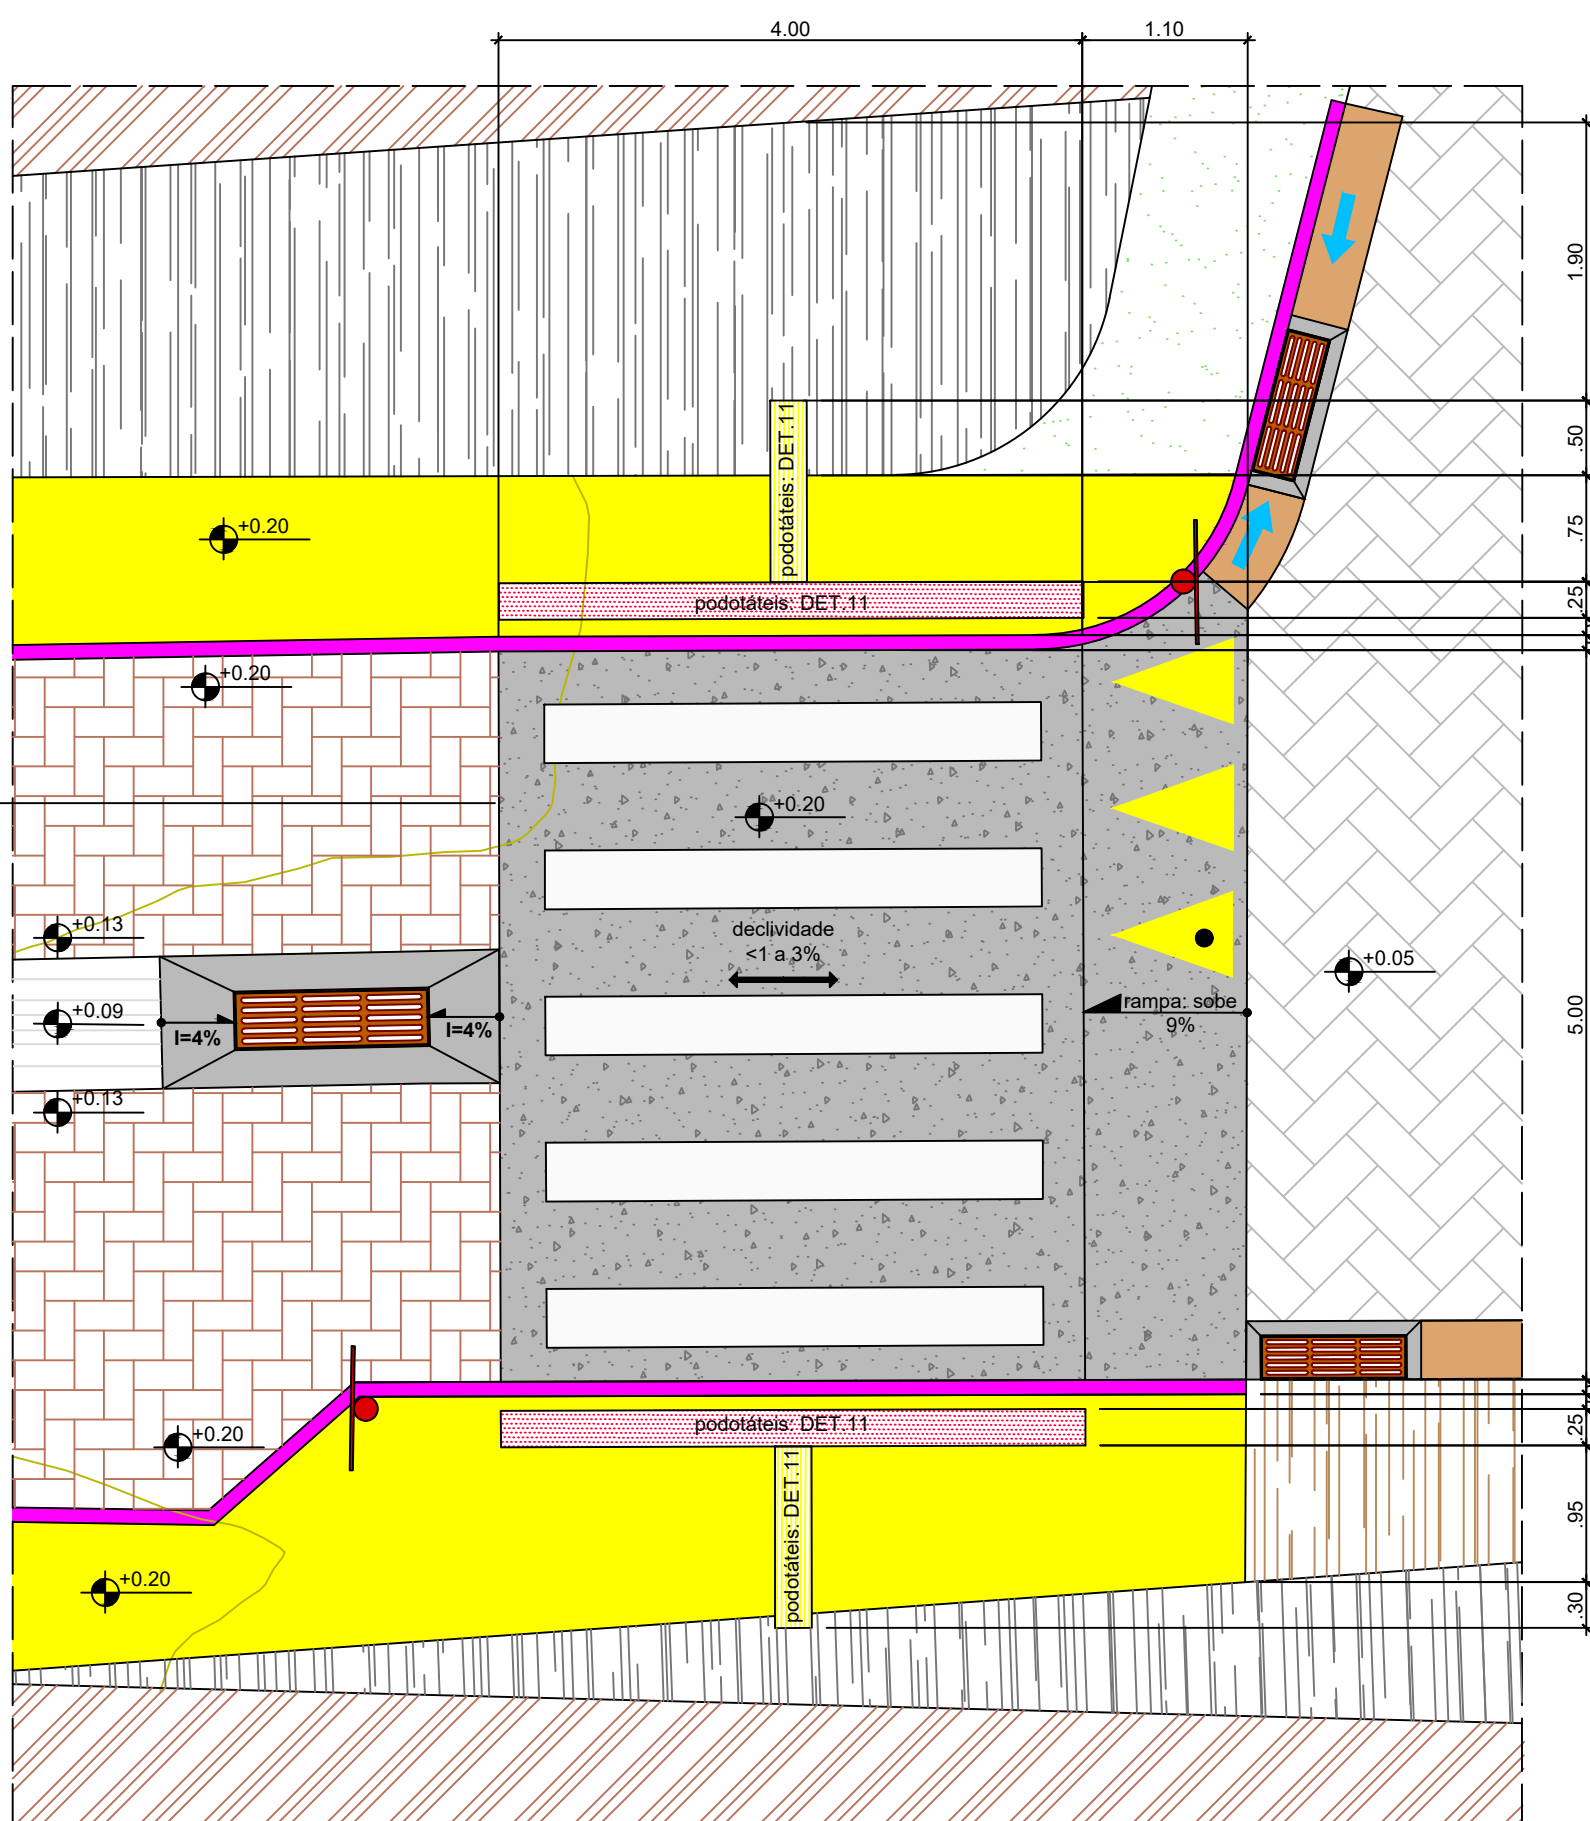 4.00
1.10
1.90
podotáteis: DET.11
.50
+0.20
.75
podotáteis: DET.11
.25
+0.20
+0.20
+0.13
declividade
<1 a 3%
+0.05
+0.09
I=4%
I=4%
rampa: sobe
9%
5.00
+0.13
podotáteis: DET.11
.25
+0.20
podotáteis: DET.11
.95
+0.20
.30